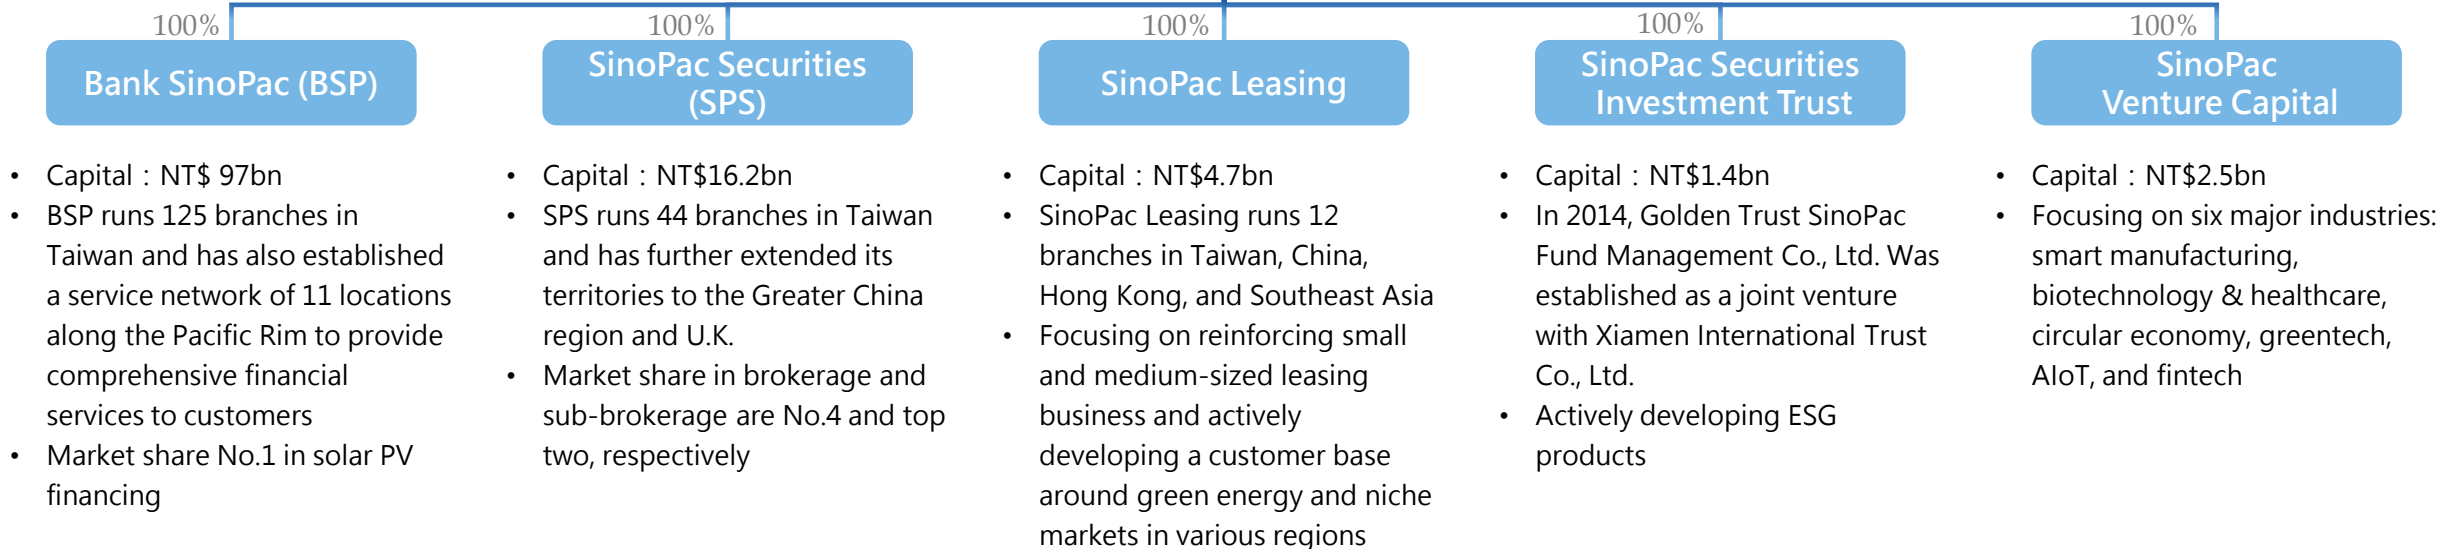 100%
Bank SinoPac (BSP)
• Capital：NT$ 97bn
• BSP runs 125 branches in
Taiwan and has also established
a service network of 11 locations
along the Pacific Rim to provide
comprehensive financial
services to customers
• Market share No.1 in solar PV
financing
100%
SinoPac Securities
(SPS)
• Capital：NT$16.2bn
• SPS runs 44 branches in Taiwan
and has further extended its
territories to the Greater China
region and U.K.
• Market share in brokerage and
sub-brokerage are No.4 and top
two, respectively
100%
SinoPac Leasing
• Capital：NT$4.7bn
• SinoPac Leasing runs 12
branches in Taiwan, China,
Hong Kong, and Southeast Asia
• Focusing on reinforcing small
and medium-sized leasing
business and actively
developing a customer base
around green energy and niche
markets in various regions
100%
SinoPac Securities
Investment Trust
• Capital：NT$1.4bn
• In 2014, Golden Trust SinoPac
Fund Management Co., Ltd. Was
established as a joint venture
with Xiamen International Trust
Co., Ltd.
• Actively developing ESG
products
100%
SinoPac
Venture Capital
• Capital：NT$2.5bn
• Focusing on six major industries:
smart manufacturing,
biotechnology & healthcare,
circular economy, greentech,
AIoT, and fintech